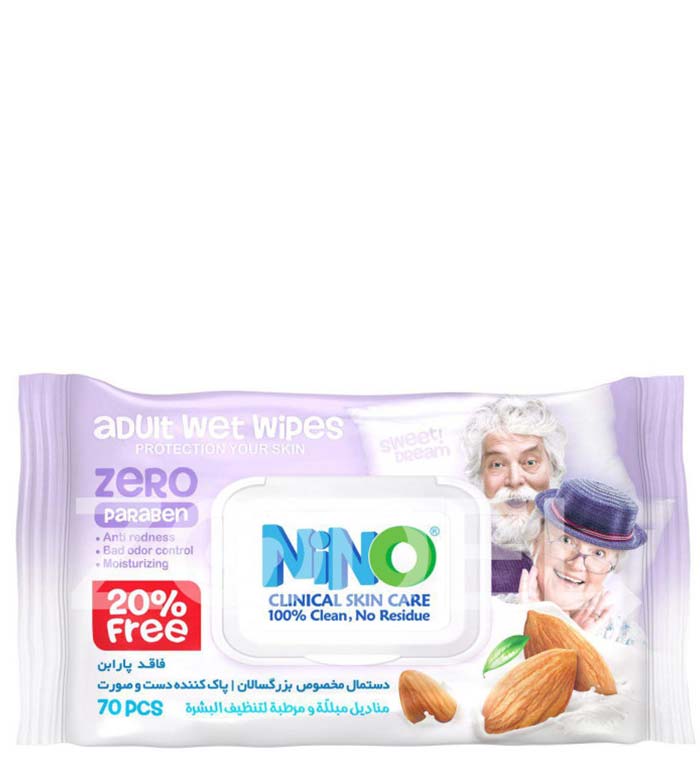 aDult wet wipes
PROTECTION YOUR SKIN
sweet!
DReam
ZeRO
PaRaBen
• Anti redness
• Bad odor control
• Moisturizing
20%
FRee
NiNO®
CLINICAL SKIN CARE
100% Clean, No Residue
فاقد پارابن
دستمال مخصوص بزرگسالان | پاک کننده دست و صورت
70 PCS
مناديل مبللّة و مرطبة لتنظيف البشرة